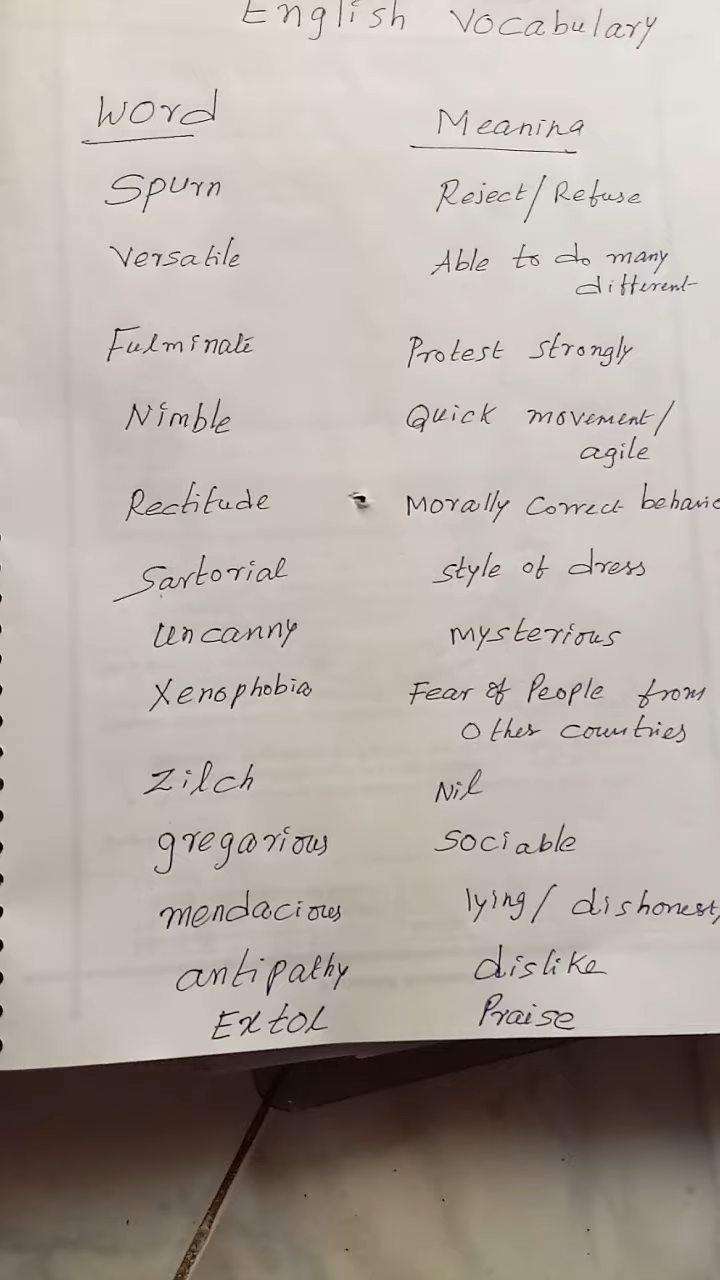 English Vocabulary
Word Meaning
Spurn Reject/Refuse
Versatile Able to do many
different
Fulminate Protest strongly
Nimble Quick movement/
agile
Rectitude Morally Correct behavio
Sartorial style of dress
Uncanny Mysterious
Xenophobia Fear of People from
Other countries
Zilch Nil
gregarious Sociable
mendacious lying/dishonest/
antipathy dislike
Extol Praise